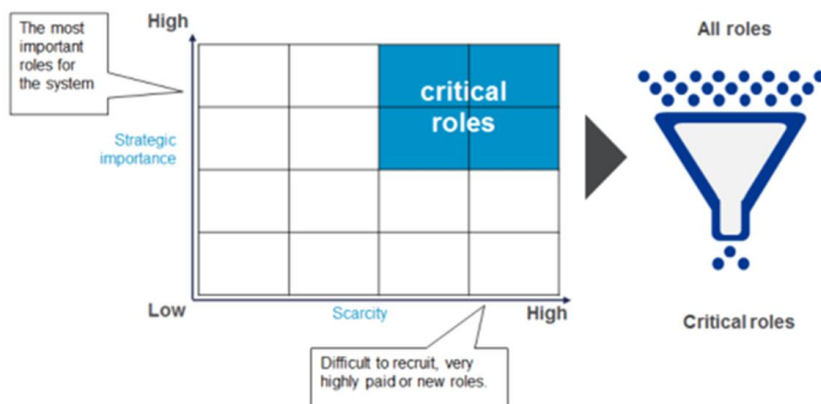 High
The most
important
roles for
the system
Strategic
importance
critical
roles
Low
Scarcity
High
Difficult to recruit, very
highly paid or new roles.
All roles
Critical roles